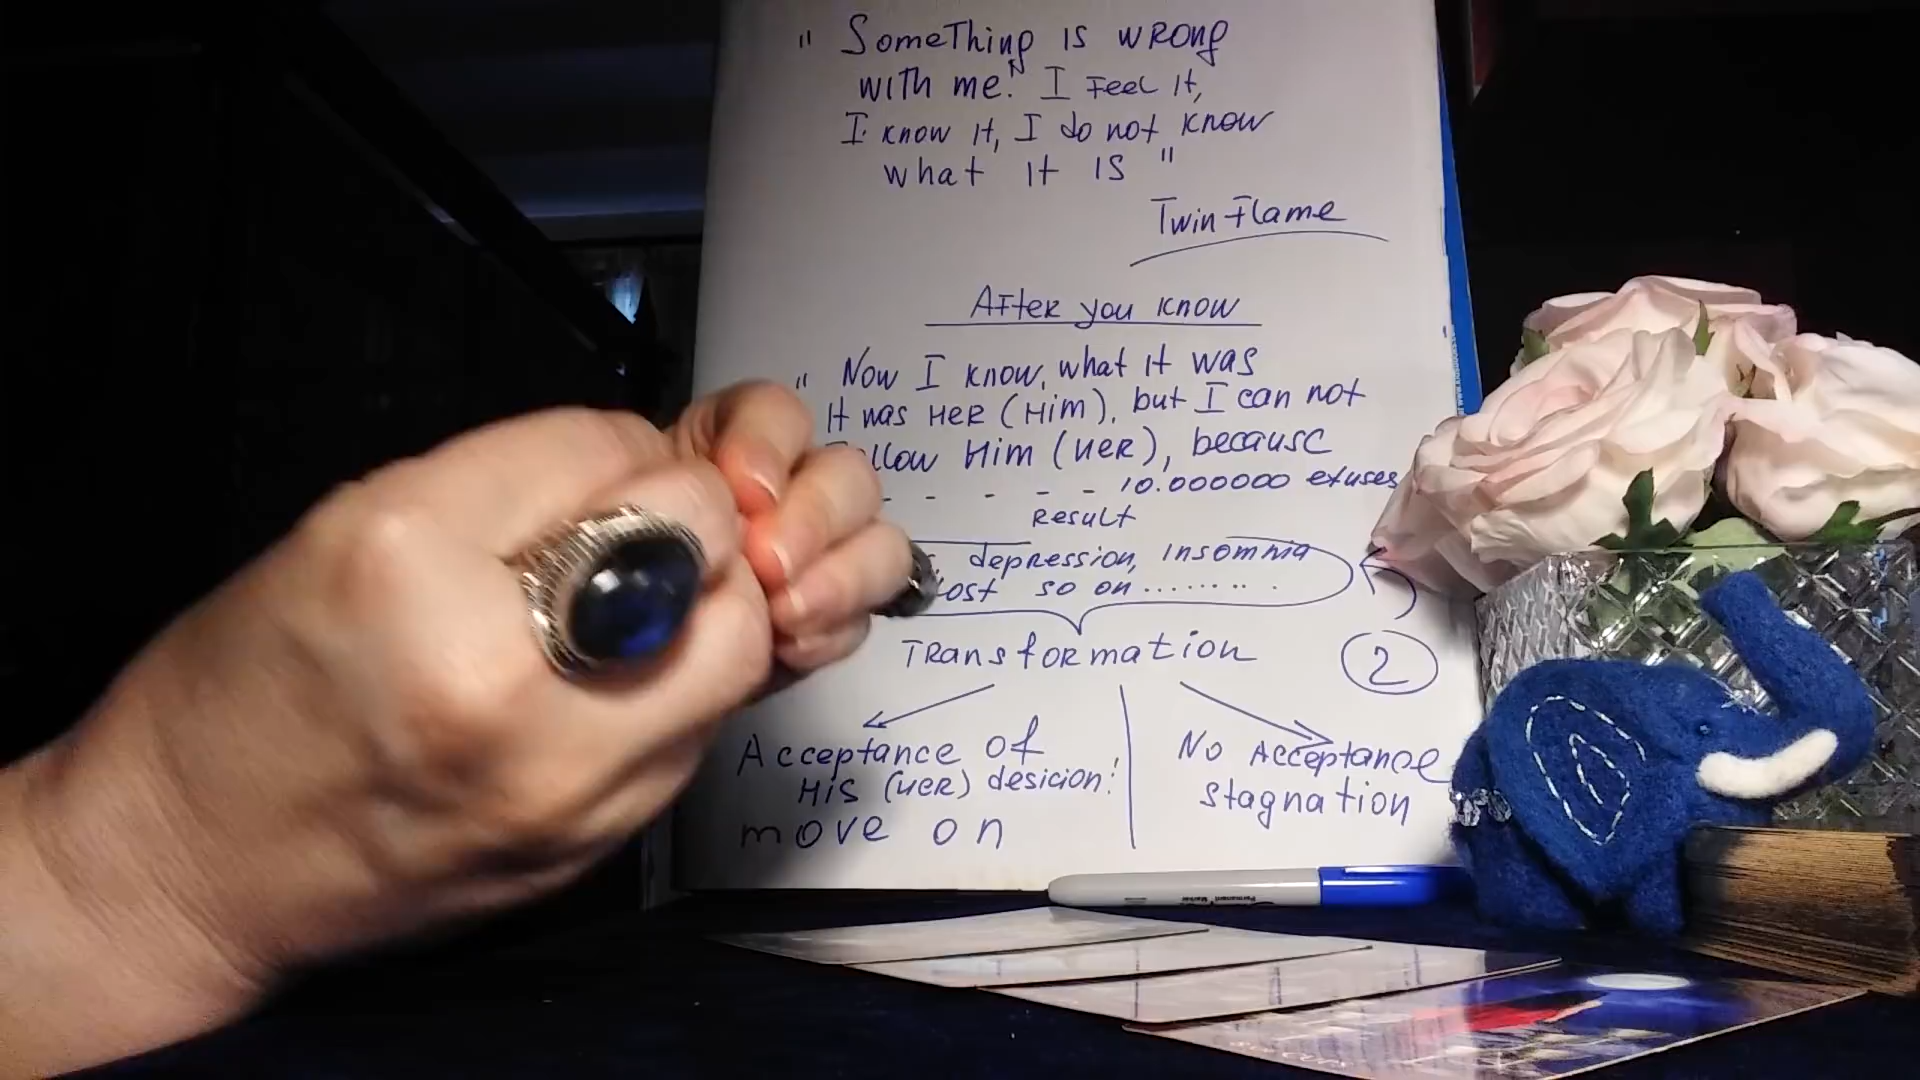 " Something is wrong
with me." I Feel it,
I know it, I do not know
what it is "
Twin Flame
After you know
" Now I know, what it was
It was Her (Him), but I can not
Him (Her), because
- - - - - 10.000000 exuses
Result
depression, insomnia
so on ........
Transformation
2
Acceptance of
His (Her) desicion!
move on
No Acceptance
stagnation